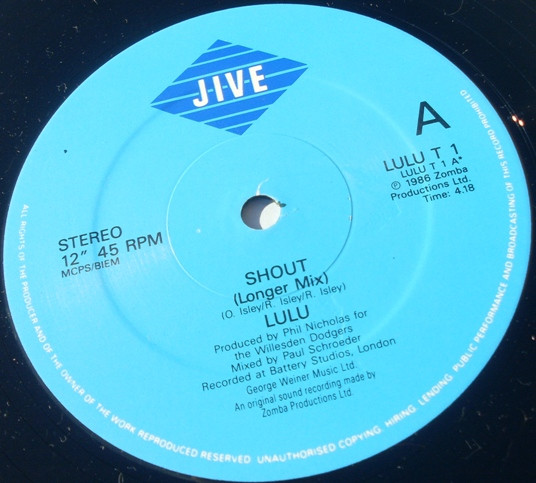 JIVE
A
LULU T 1
LULU T 1 A*
℗ 1986 Zomba
Productions Ltd.
Time: 4.18
STEREO
12" 45 RPM
MCPS/BIEM
SHOUT
(Longer Mix)
(O. Isley/R. Isley/R. Isley)
LULU
Produced by Phil Nicholas for
the Willesden Dodgers
Mixed by Paul Schroeder
Recorded at Battery Studios, London
George Weiner Music Ltd.
An original sound recording made by
Zomba Productions Ltd.
ALL RIGHTS OF THE PRODUCER AND OF THE OWNER OF THE WORK REPRODUCED RESERVED UNAUTHORISED COPYING, HIRING, LENDING, PUBLIC PERFORMANCE AND BROADCASTING OF THIS RECORD PROHIBITED